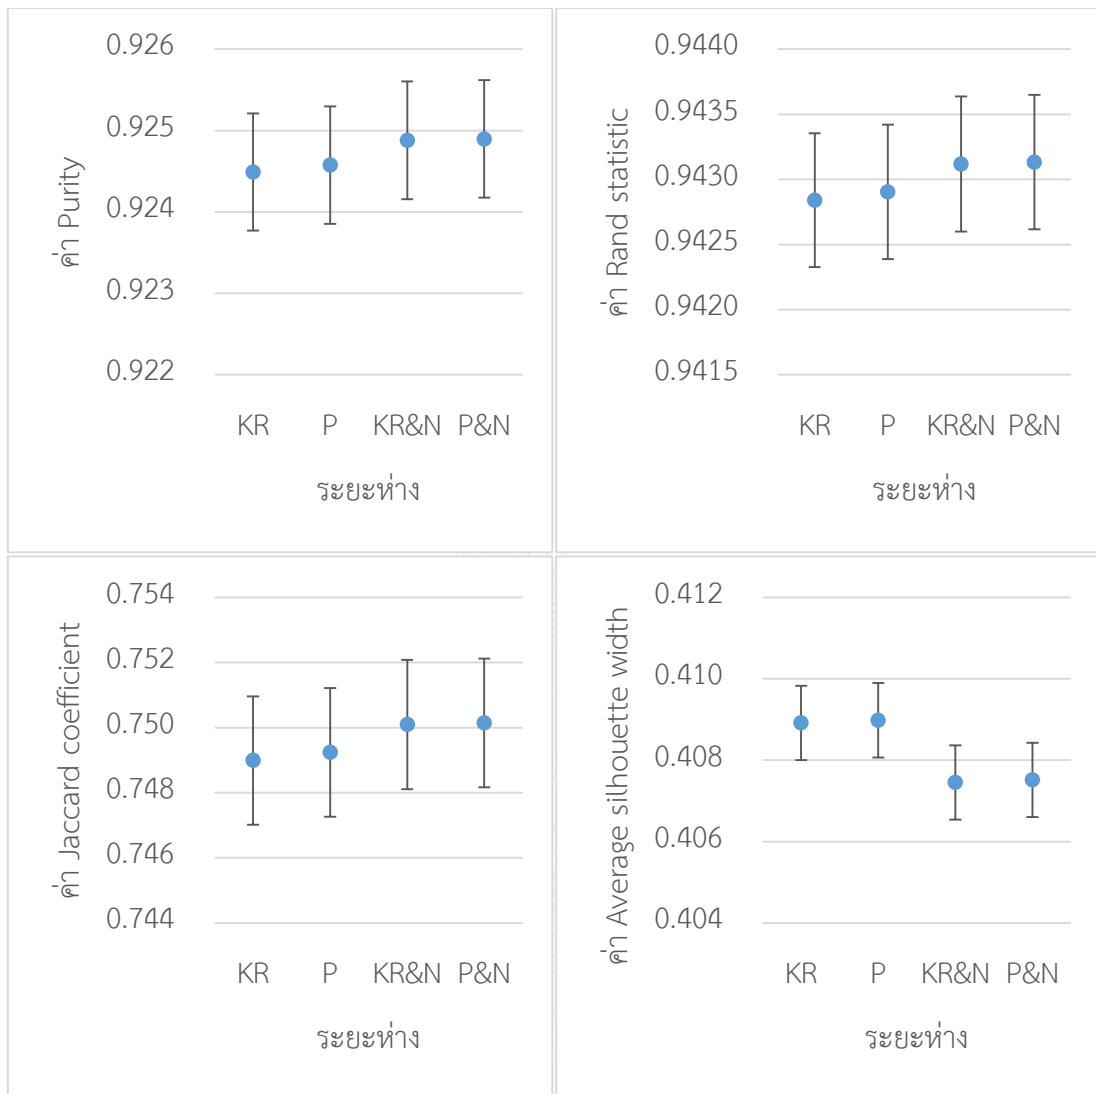 0.926
0.925
0.924
0.923
0.922
ค่า Purity
KR P KR&N P&N
ระยะห่าง
0.9440
0.9435
0.9430
0.9425
0.9420
0.9415
ค่า Rand statistic
KR P KR&N P&N
ระยะห่าง
0.754
0.752
0.750
0.748
0.746
0.744
ค่า Jaccard coefficient
KR P KR&N P&N
ระยะห่าง
0.412
0.410
0.408
0.406
0.404
ค่า Average silhouette width
KR P KR&N P&N
ระยะห่าง